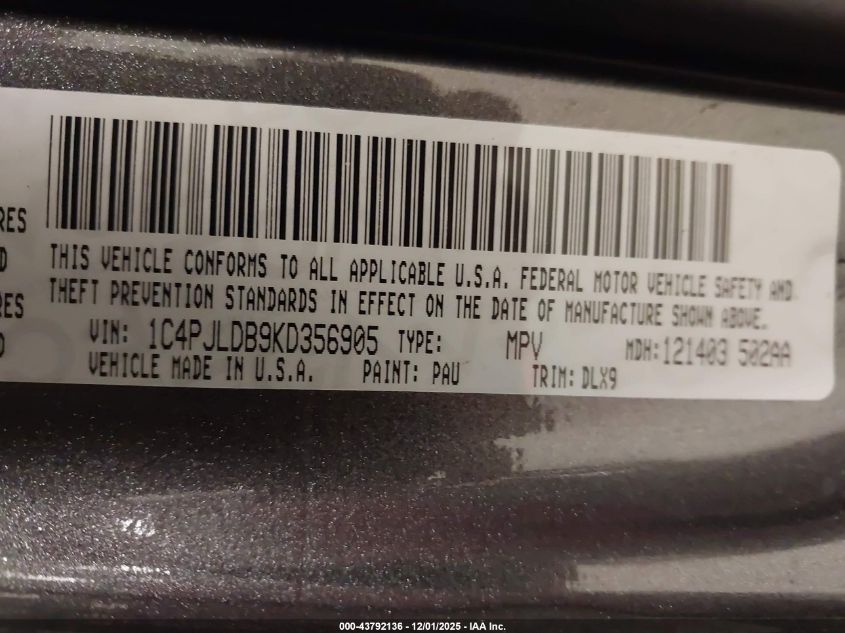 RES
THIS VEHICLE CONFORMS TO ALL APPLICABLE U.S.A. FEDERAL MOTOR VEHICLE SAFETY AND
THEFT PREVENTION STANDARDS IN EFFECT ON THE DATE OF MANUFACTURE SHOWN ABOVE.
RES
VIN: 1C4PJLDB9KD356905 TYPE: MPV MDH:121403 502AA
VEHICLE MADE IN U.S.A. PAINT: PAU TRIM: DLX9
000-43792136 - 12/01/2025 - IAA Inc.